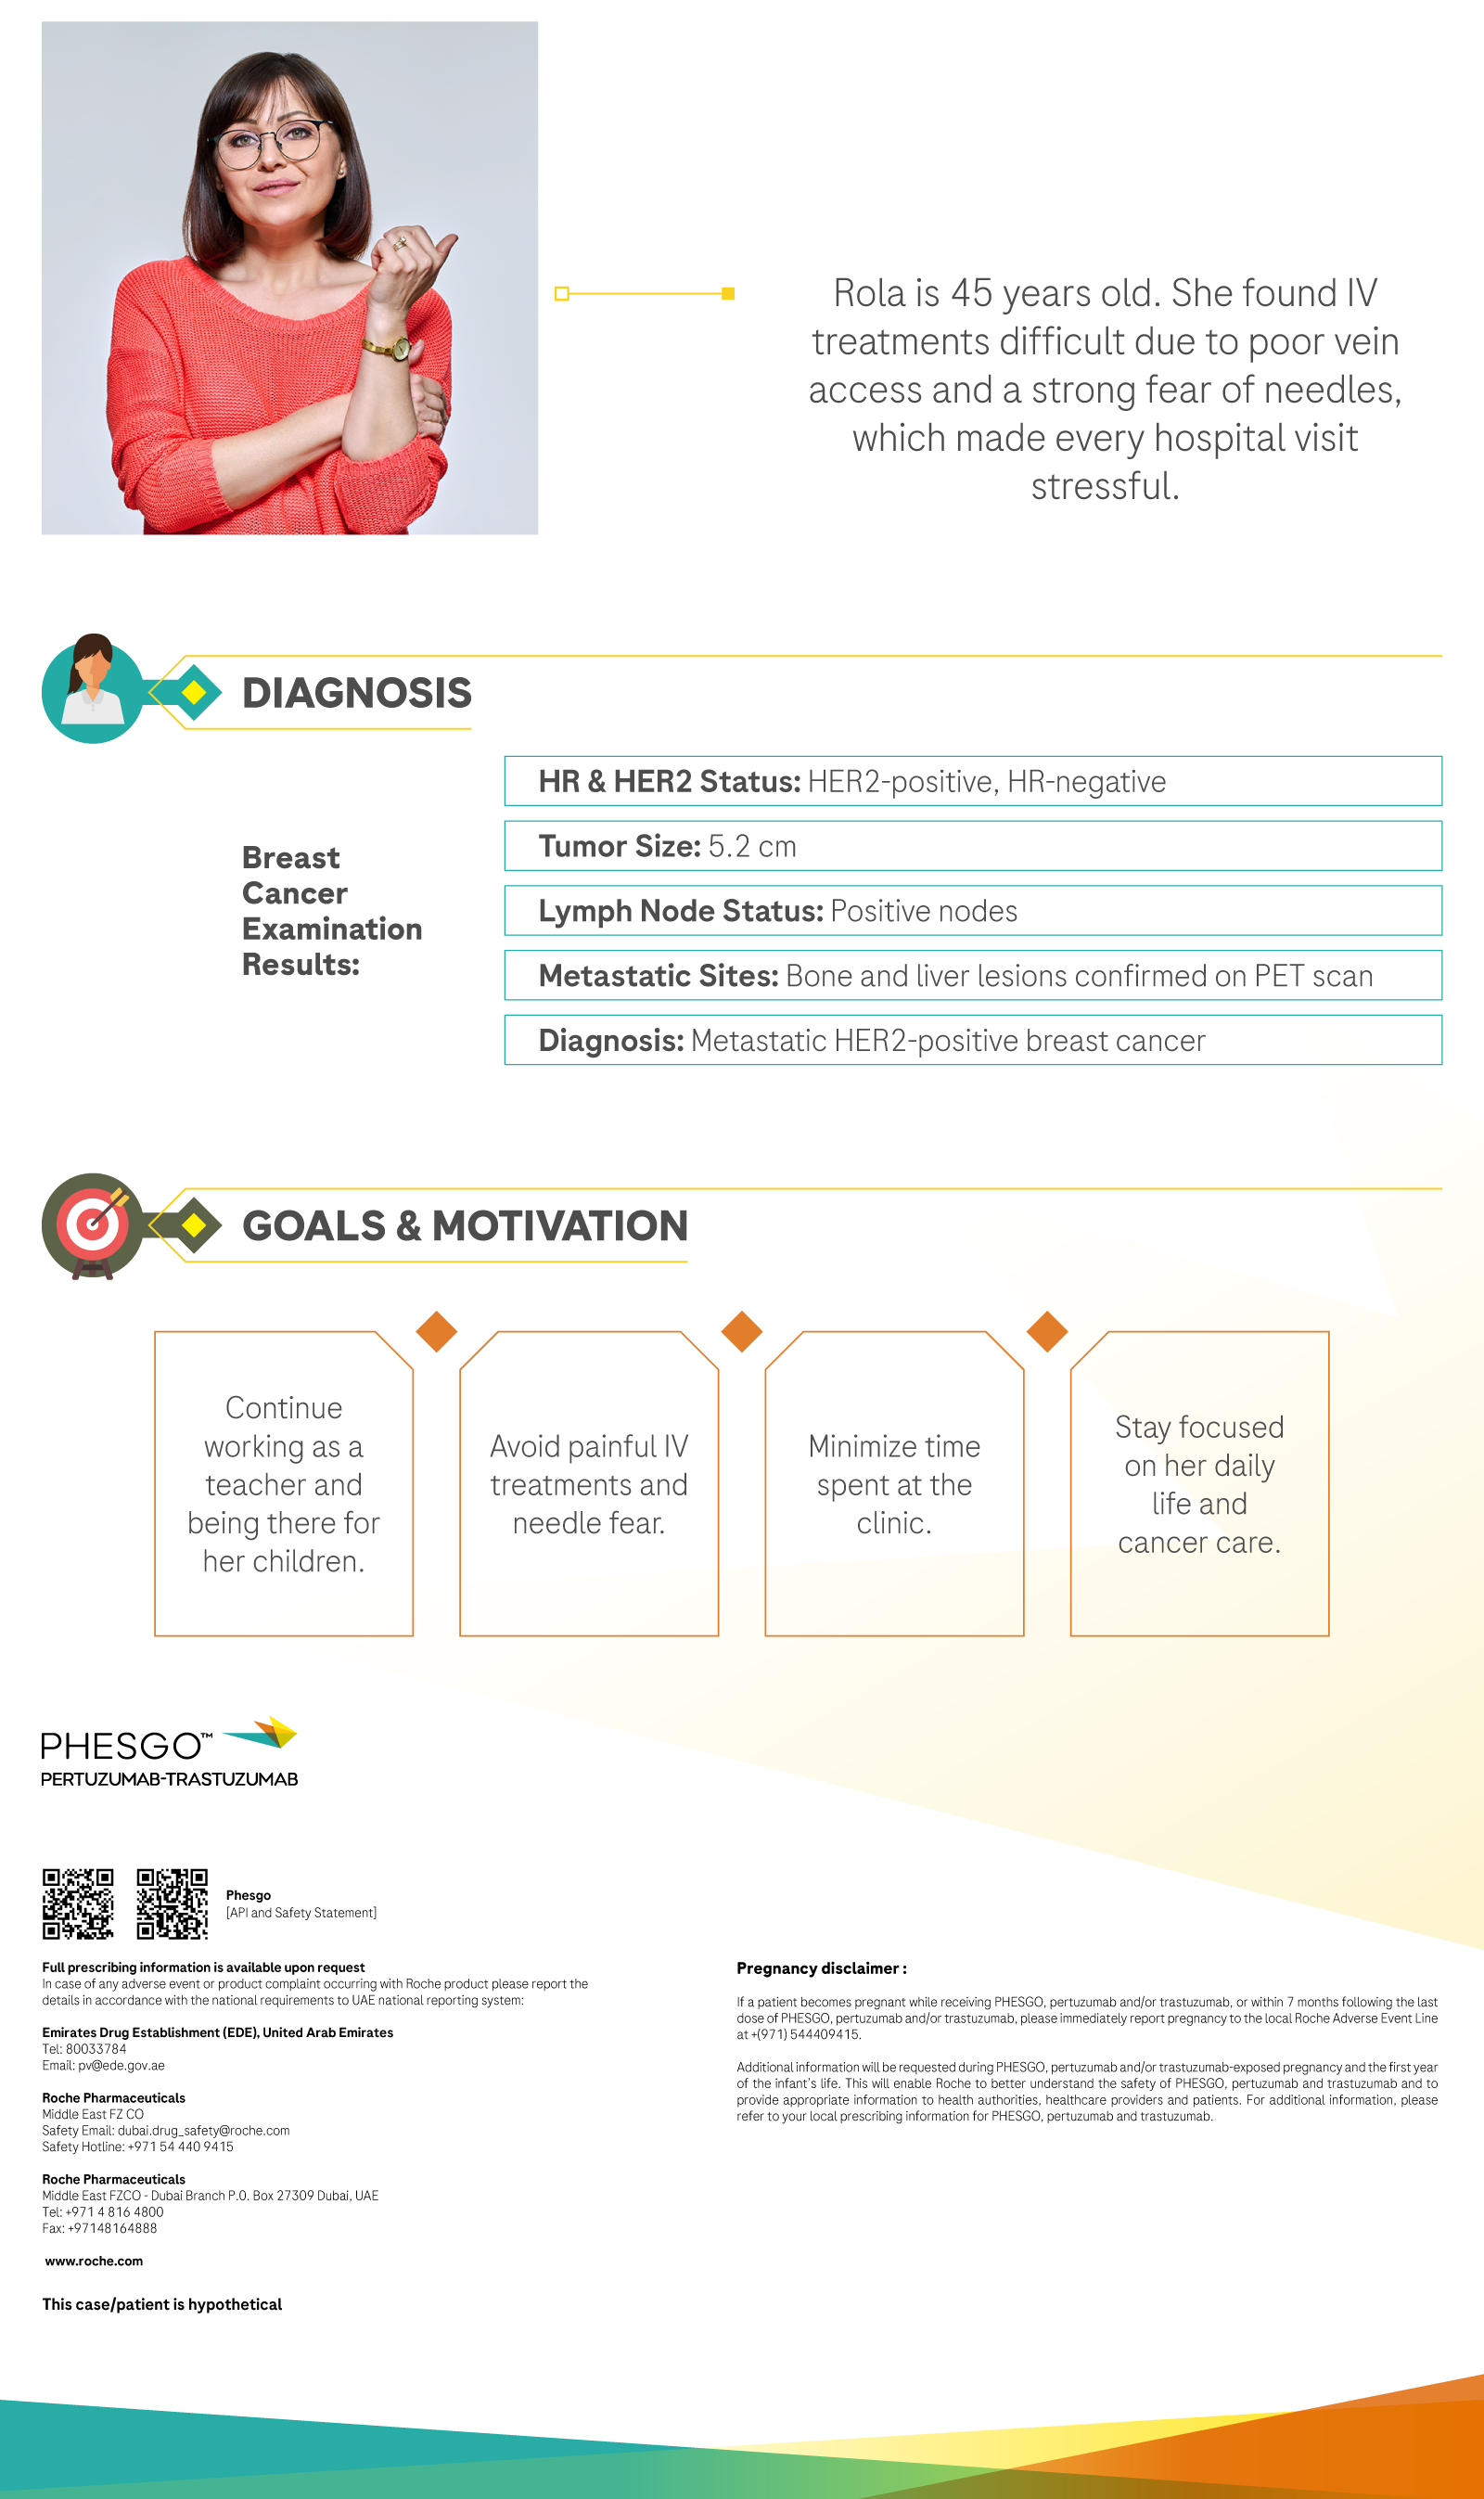 Rola is 45 years old. She found IV
treatments difficult due to poor vein
access and a strong fear of needles,
which made every hospital visit
stressful.
DIAGNOSIS
Breast
Cancer
Examination
Results:
HR & HER2 Status: HER2-positive, HR-negative
Tumor Size: 5.2 cm
Lymph Node Status: Positive nodes
Metastatic Sites: Bone and liver lesions confirmed on PET scan
Diagnosis: Metastatic HER2-positive breast cancer
GOALS & MOTIVATION
Continue
working as a
teacher and
being there for
her children.
Avoid painful IV
treatments and
needle fear.
Minimize time
spent at the
clinic.
Stay focused
on her daily
life and
cancer care.
PHESGO™
PERTUZUMAB-TRASTUZUMAB
Phesgo
[API and Safety Statement]
Full prescribing information is available upon request
In case of any adverse event or product complaint occurring with Roche product please report the
details in accordance with the national requirements to UAE national reporting system:
Emirates Drug Establishment (EDE), United Arab Emirates
Tel: 80033784
Email: pv@ede.gov.ae
Roche Pharmaceuticals
Middle East FZ CO
Safety Email: dubai.drug_safety@roche.com
Safety Hotline: +971 54 440 9415
Roche Pharmaceuticals
Middle East FZCO - Dubai Branch P.O. Box 27309 Dubai, UAE
Tel: +971 4 816 4800
Fax: +97148164888
www.roche.com
This case/patient is hypothetical
Pregnancy disclaimer :
If a patient becomes pregnant while receiving PHESGO, pertuzumab and/or trastuzumab, or within 7 months following the last
dose of PHESGO, pertuzumab and/or trastuzumab, please immediately report pregnancy to the local Roche Adverse Event Line
at +(971) 544409415.
Additional information will be requested during PHESGO, pertuzumab and/or trastuzumab-exposed pregnancy and the first year
of the infant's life. This will enable Roche to better understand the safety of PHESGO, pertuzumab and trastuzumab and to
provide appropriate information to health authorities, healthcare providers and patients. For additional information, please
refer to your local prescribing information for PHESGO, pertuzumab and trastuzumab.